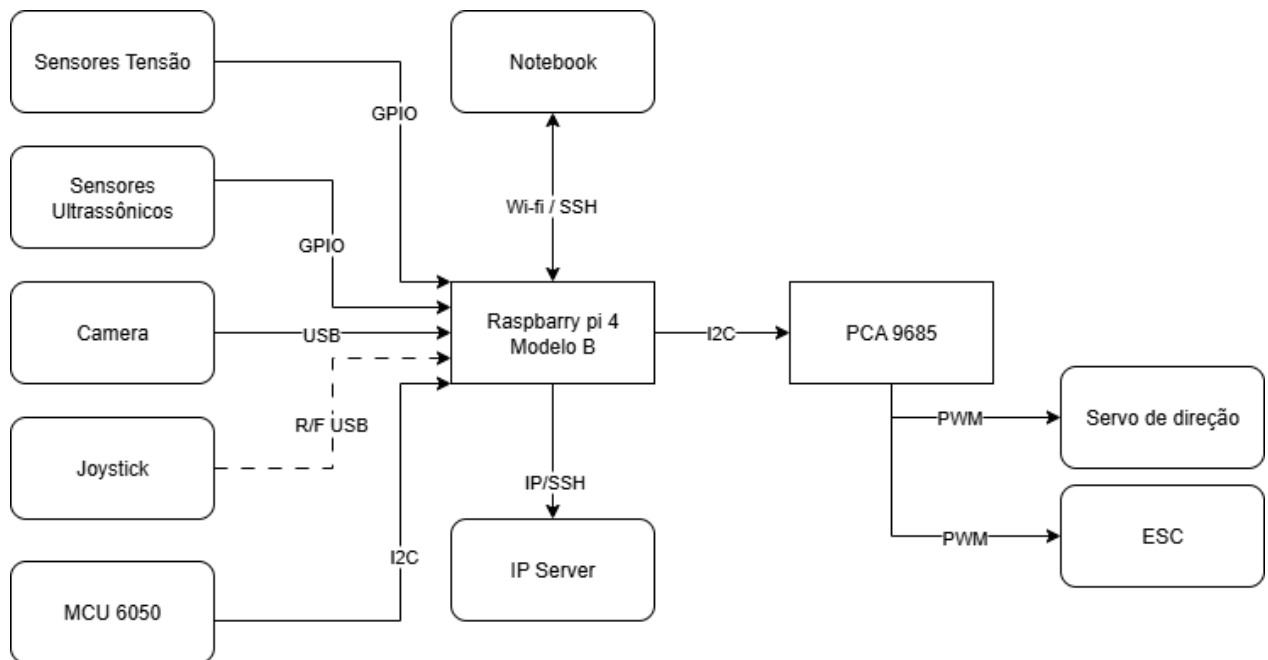 Sensores Tensão
Notebook
GPIO
Sensores
Ultrassônicos
Wi-fi / SSH
GPIO
Camera
USB
Raspbarry pi 4
Modelo B
I2C
PCA 9685
R/F USB
Joystick
PWM
Servo de direção
IP/SSH
I2C
IP Server
PWM
ESC
MCU 6050